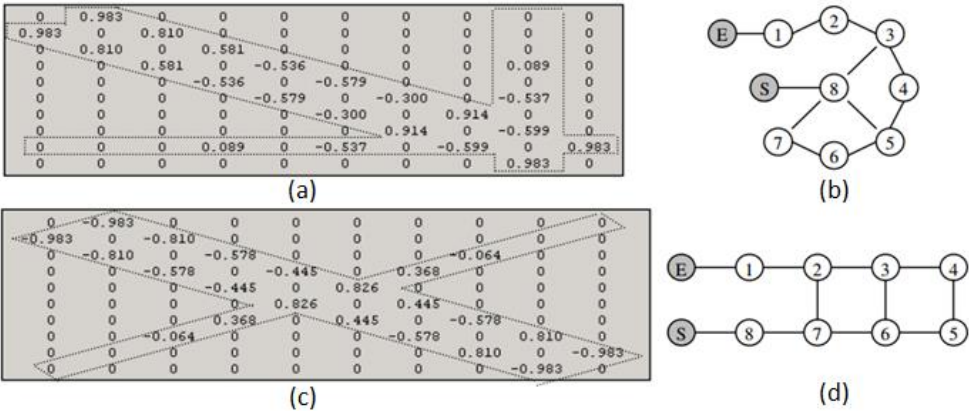 0 0.983 0 0 0 0 0 0 0 0
0.983 0 0.810 0 0 0 0 0 0 0
0 0.810 0 0.581 0 0 0 0 0 0
0 0 0.581 0 -0.536 0 0 0 0.089 0
0 0 0 -0.536 0 -0.579 0 0 0 0
0 0 0 0 -0.579 0 -0.300 0 -0.537 0
0 0 0 0 0 -0.300 0 0.914 0 0
0 0 0 0 0 0 0.914 0 -0.599 0
0 0 0 0.089 0 -0.537 0 -0.599 0 0.983
0 0 0 0 0 0 0 0 0.983 0
(a)
E 1 2 3
S 8 4
7 6 5
(b)
0 -0.983 0 0 0 0 0 0 0 0
-0.983 0 -0.810 0 0 0 0 0 0 0
0 -0.810 0 -0.578 0 0 0 -0.064 0 0
0 0 -0.578 0 -0.445 0 0.368 0 0 0
0 0 0 -0.445 0 0.826 0 0 0 0
0 0 0 0 0.826 0 0.445 0 0 0
0 0 0 0.368 0 0.445 0 -0.578 0 0
0 0 -0.064 0 0 0 -0.578 0 0.810 0
0 0 0 0 0 0 0 0.810 0 -0.983
0 0 0 0 0 0 0 0 -0.983 0
(c)
E 1 2 3 4
S 8 7 6 5
(d)